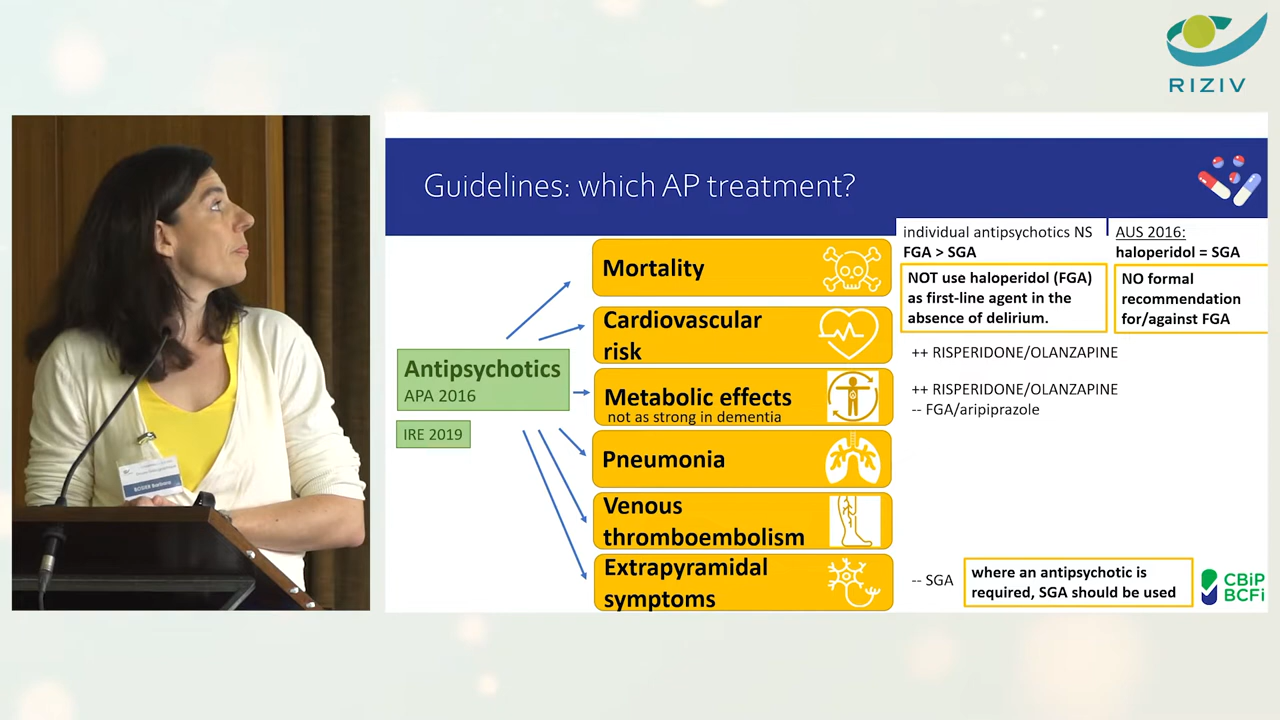 RIZIV
Guidelines: which AP treatment?
individual antipsychotics NS
FGA > SGA
AUS 2016:
haloperidol = SGA
Mortality
NOT use haloperidol (FGA)
as first-line agent in the
absence of delirium.
NO formal
recommendation
for/against FGA
Cardiovascular
risk
++ RISPERIDONE/OLANZAPINE
Antipsychotics
APA 2016
IRE 2019
Metabolic effects
not as strong in dementia
++ RISPERIDONE/OLANZAPINE
-- FGA/aripiprazole
Pneumonia
Venous
thromboembolism
Extrapyramidal
symptoms
-- SGA
where an antipsychotic is
required, SGA should be used
CBiP
BCFi